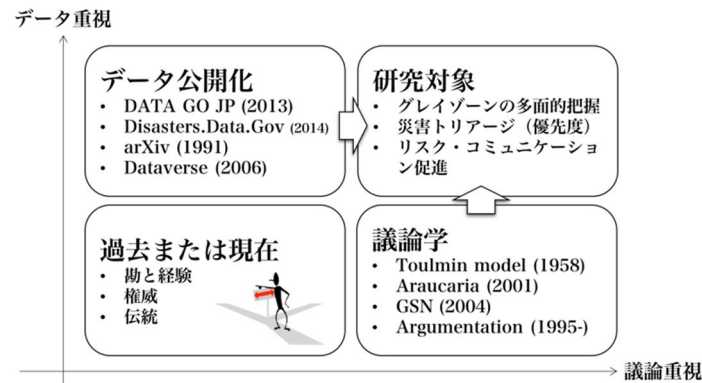 データ重視
データ公開化
• DATA GO JP (2013)
• Disasters.Data.Gov (2014)
• arXiv (1991)
• Dataverse (2006)
研究対象
• グレイゾーンの多面的把握
• 災害トリアージ（優先度）
• リスク・コミュニケーショ
ン促進
過去または現在
• 勘と経験
• 権威
• 伝統
議論学
• Toulmin model (1958)
• Araucaria (2001)
• GSN (2004)
• Argumentation (1995-)
議論重視